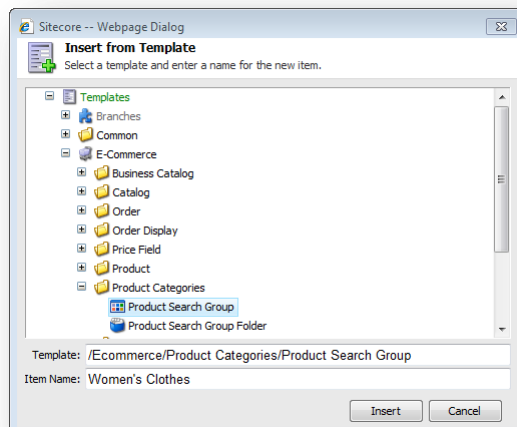 Sitecore -- Webpage Dialog
Insert from Template
Select a template and enter a name for the new item.
Templates
Branches
Common
E-Commerce
Business Catalog
Catalog
Order
Order Display
Price Field
Product
Product Categories
Product Search Group
Product Search Group Folder
Template: /Ecommerce/Product Categories/Product Search Group
Item Name: Women's Clothes
Insert Cancel